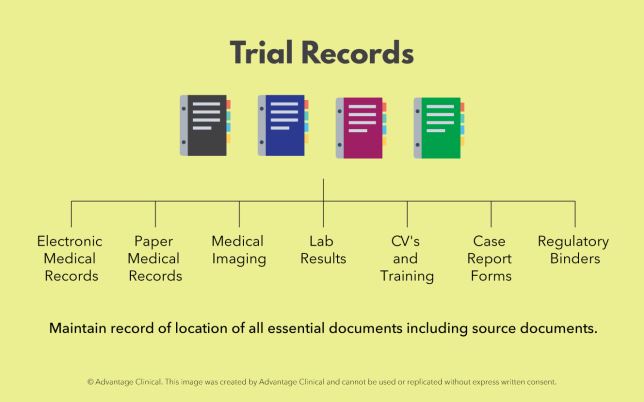 Trial Records
Electronic
Medical
Records
Paper
Medical
Records
Medical
Imaging
Lab
Results
CV's
and
Training
Case
Report
Forms
Regulatory
Binders
Maintain record of location of all essential documents including source documents.
© Advantage Clinical. This image was created by Advantage Clinical and cannot be used or replicated without express written consent.